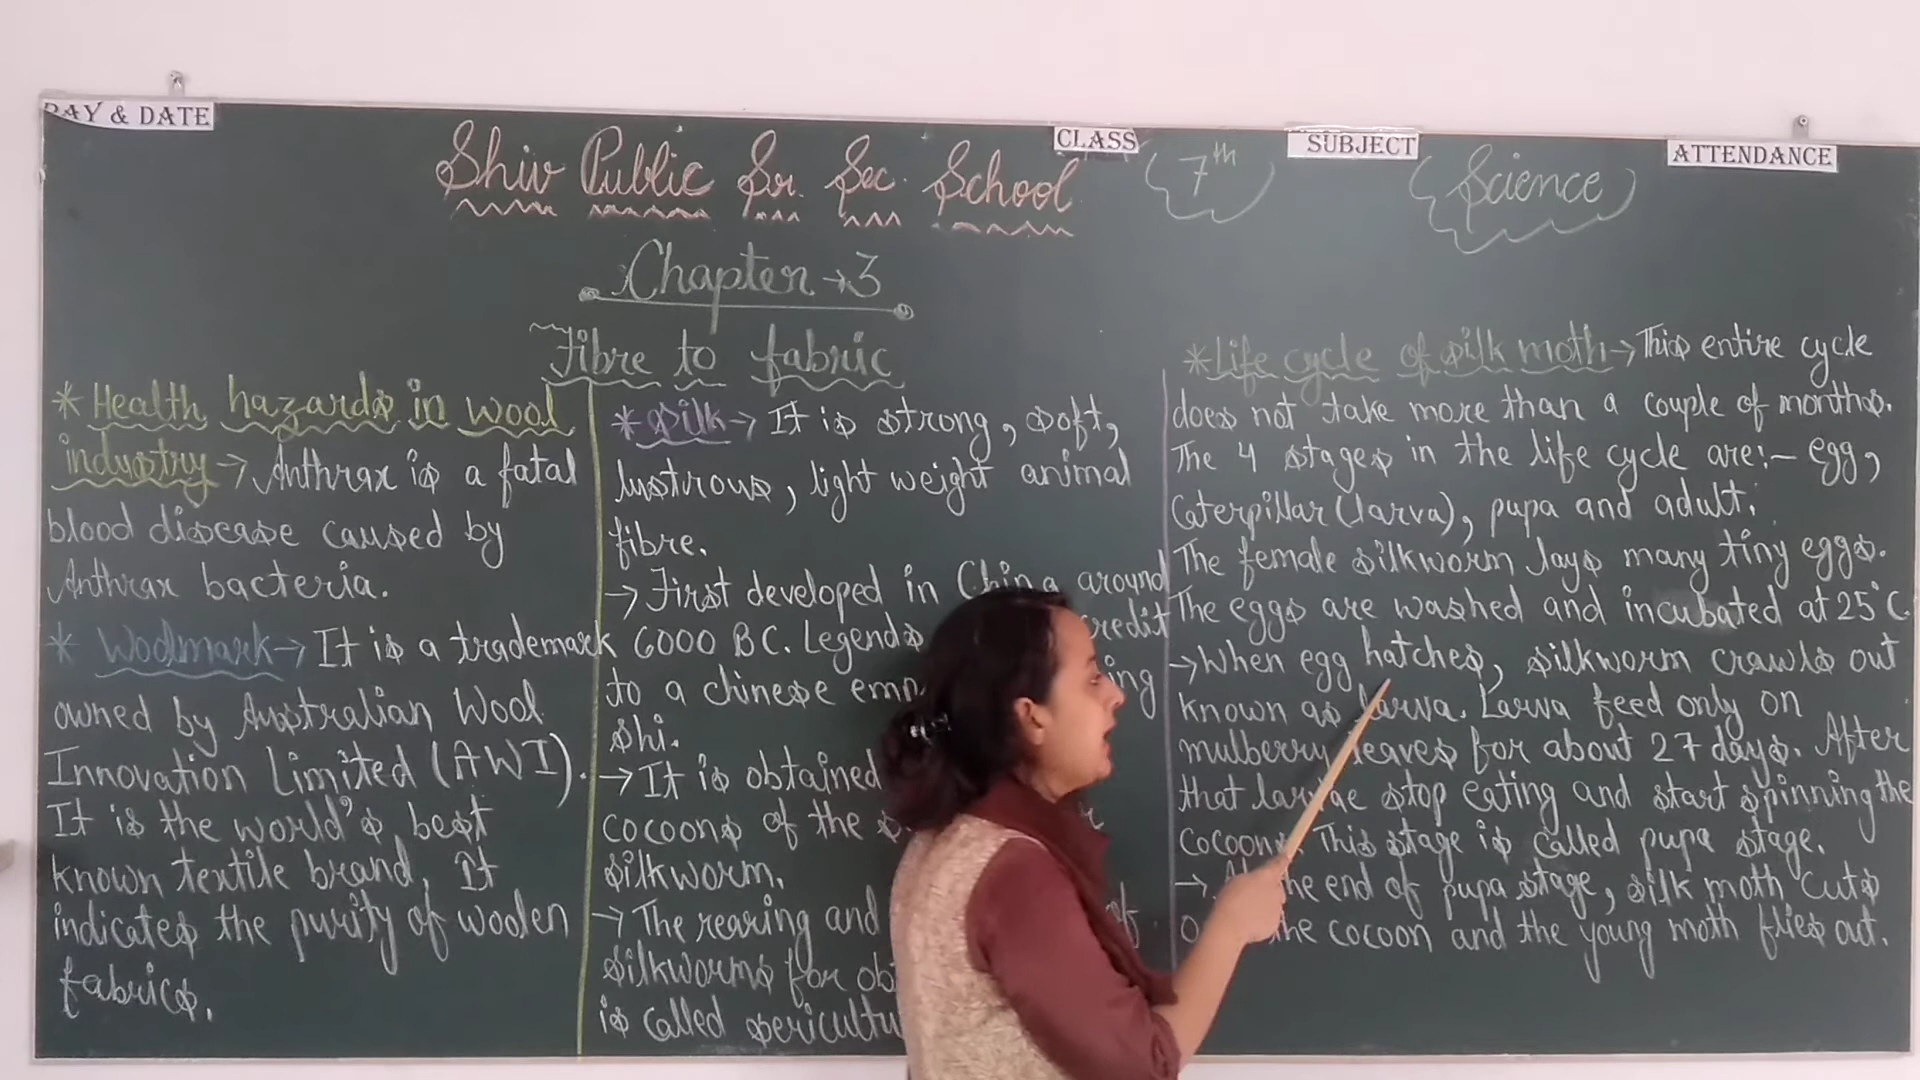 DAY & DATE
CLASS
SUBJECT
ATTENDANCE
Shiv Public Sr. Sec. School
7th
Science
Chapter → 3
Fibre to fabric
* Health hazards in wool
industry → Anthrax is a fatal
blood disease caused by
Anthrax bacteria.
* Woolmark → It is a trademark
owned by Australian Wool
Innovation Limited (AWI).
It is the world's best
known textile brand. It
indicates the purity of woolen
fabrics.
* Silk → It is strong, soft,
lustrous, light weight animal
fibre.
→ First developed in China around
6000 BC. Legends credit
to a chinese
shi.
→ It is obtained
cocoons of the
silkworm.
→ The rearing and of
silkworms for
is called
* Life cycle of silk moth → This entire cycle
does not take more than a couple of months.
The 4 stages in the life cycle are:- egg,
Caterpillar (larva), pupa and adult.
The female silkworm lays many tiny eggs.
The eggs are washed and incubated at 25°C.
→ When egg hatches, silkworm crawls out
known as larva. Larva feed only on
mulberry leaves for about 27 days. After
that larvae stop eating and start spinning the
cocoons. This stage is called pupa stage.
→ At the end of pupa stage, silk moth cuts
the cocoon and the young moth flies out.